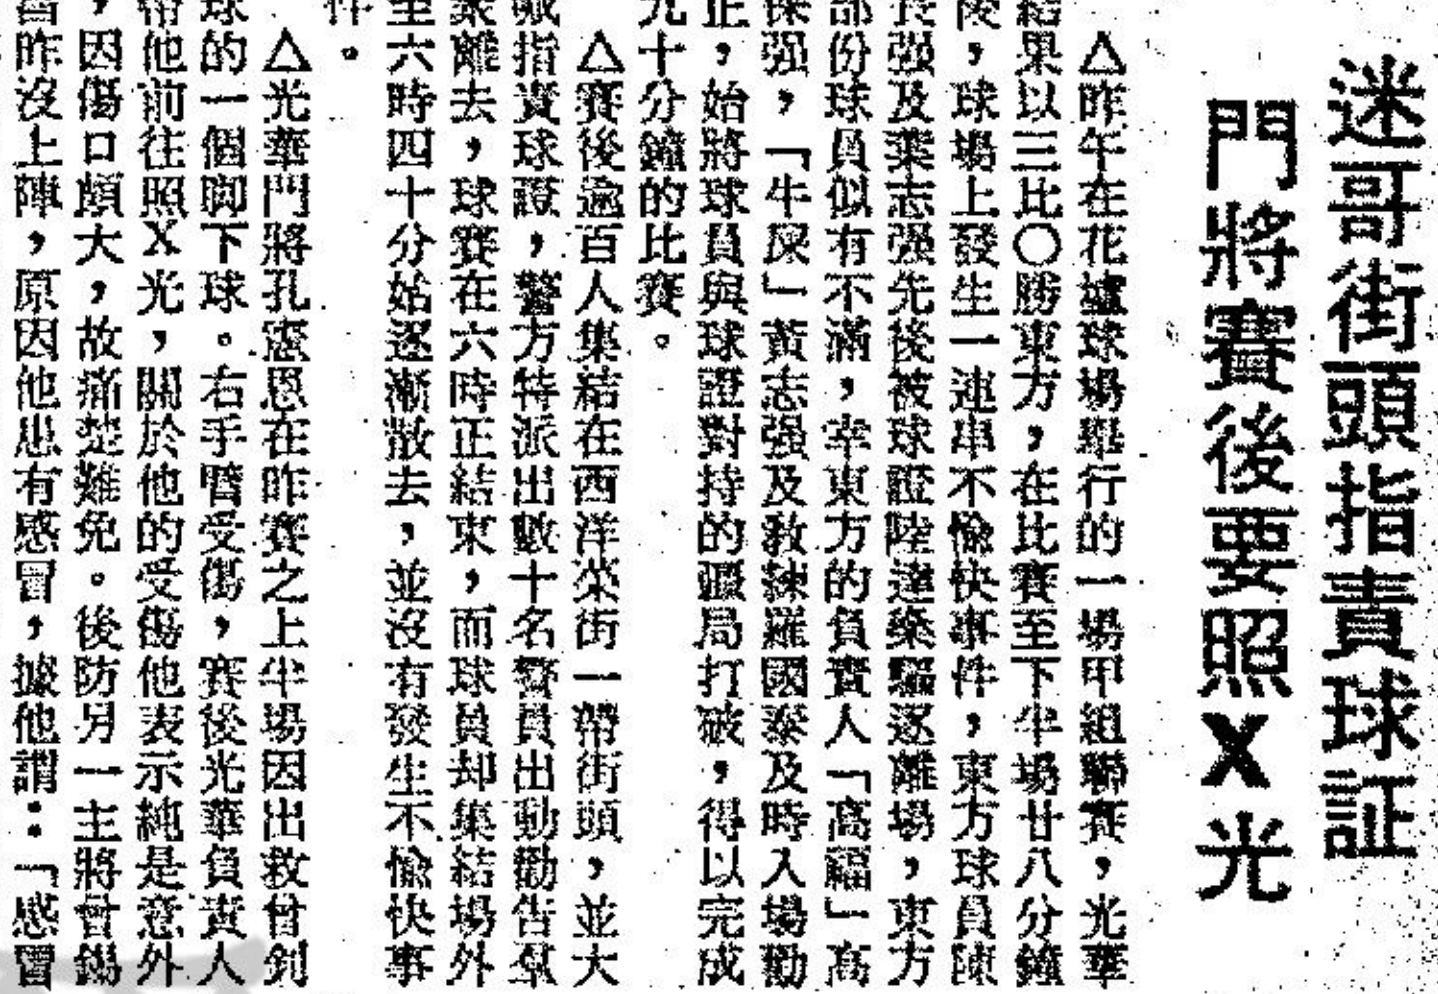 迷哥街頭指責球証
門將賽後要照X光
△昨午在花墟球場舉行的一場甲組聯賽，光華
結果以三比〇勝東方，在比賽至下半場廿八分鐘
後，球場上發生一連串不愉快事件，東方球員陳
長强及葉志强先後被球證陸達樂驅逐離場，東方
部份球員似有不滿，幸東方的負責人「高福」高
保强，「牛屎」黃志强及教練羅國泰及時入場勸
止，始將球員與球證對持的疆局打破，得以完成
九十分鐘的比賽。
△賽後逾百人集結在西洋菜街一帶街頭，並大
指責球證，警方特派出數十名警員出動勸告羣
衆離去，球賽在六時正結束，而球員却集結場外
至六時四十分始逐漸散去，並沒有發生不愉快事
件。
△光華門將孔憲恩在昨賽之上半場因出救曾釗
球的一個脚下球。右手臂受傷，賽後光華負責人
帶他前往照X光，關於他的受傷他表示純是意外
，因傷口頗大，故痛楚難免。後防另一主將曾錫
昨沒上陣，原因他患有感冒，據他謂：「感冒